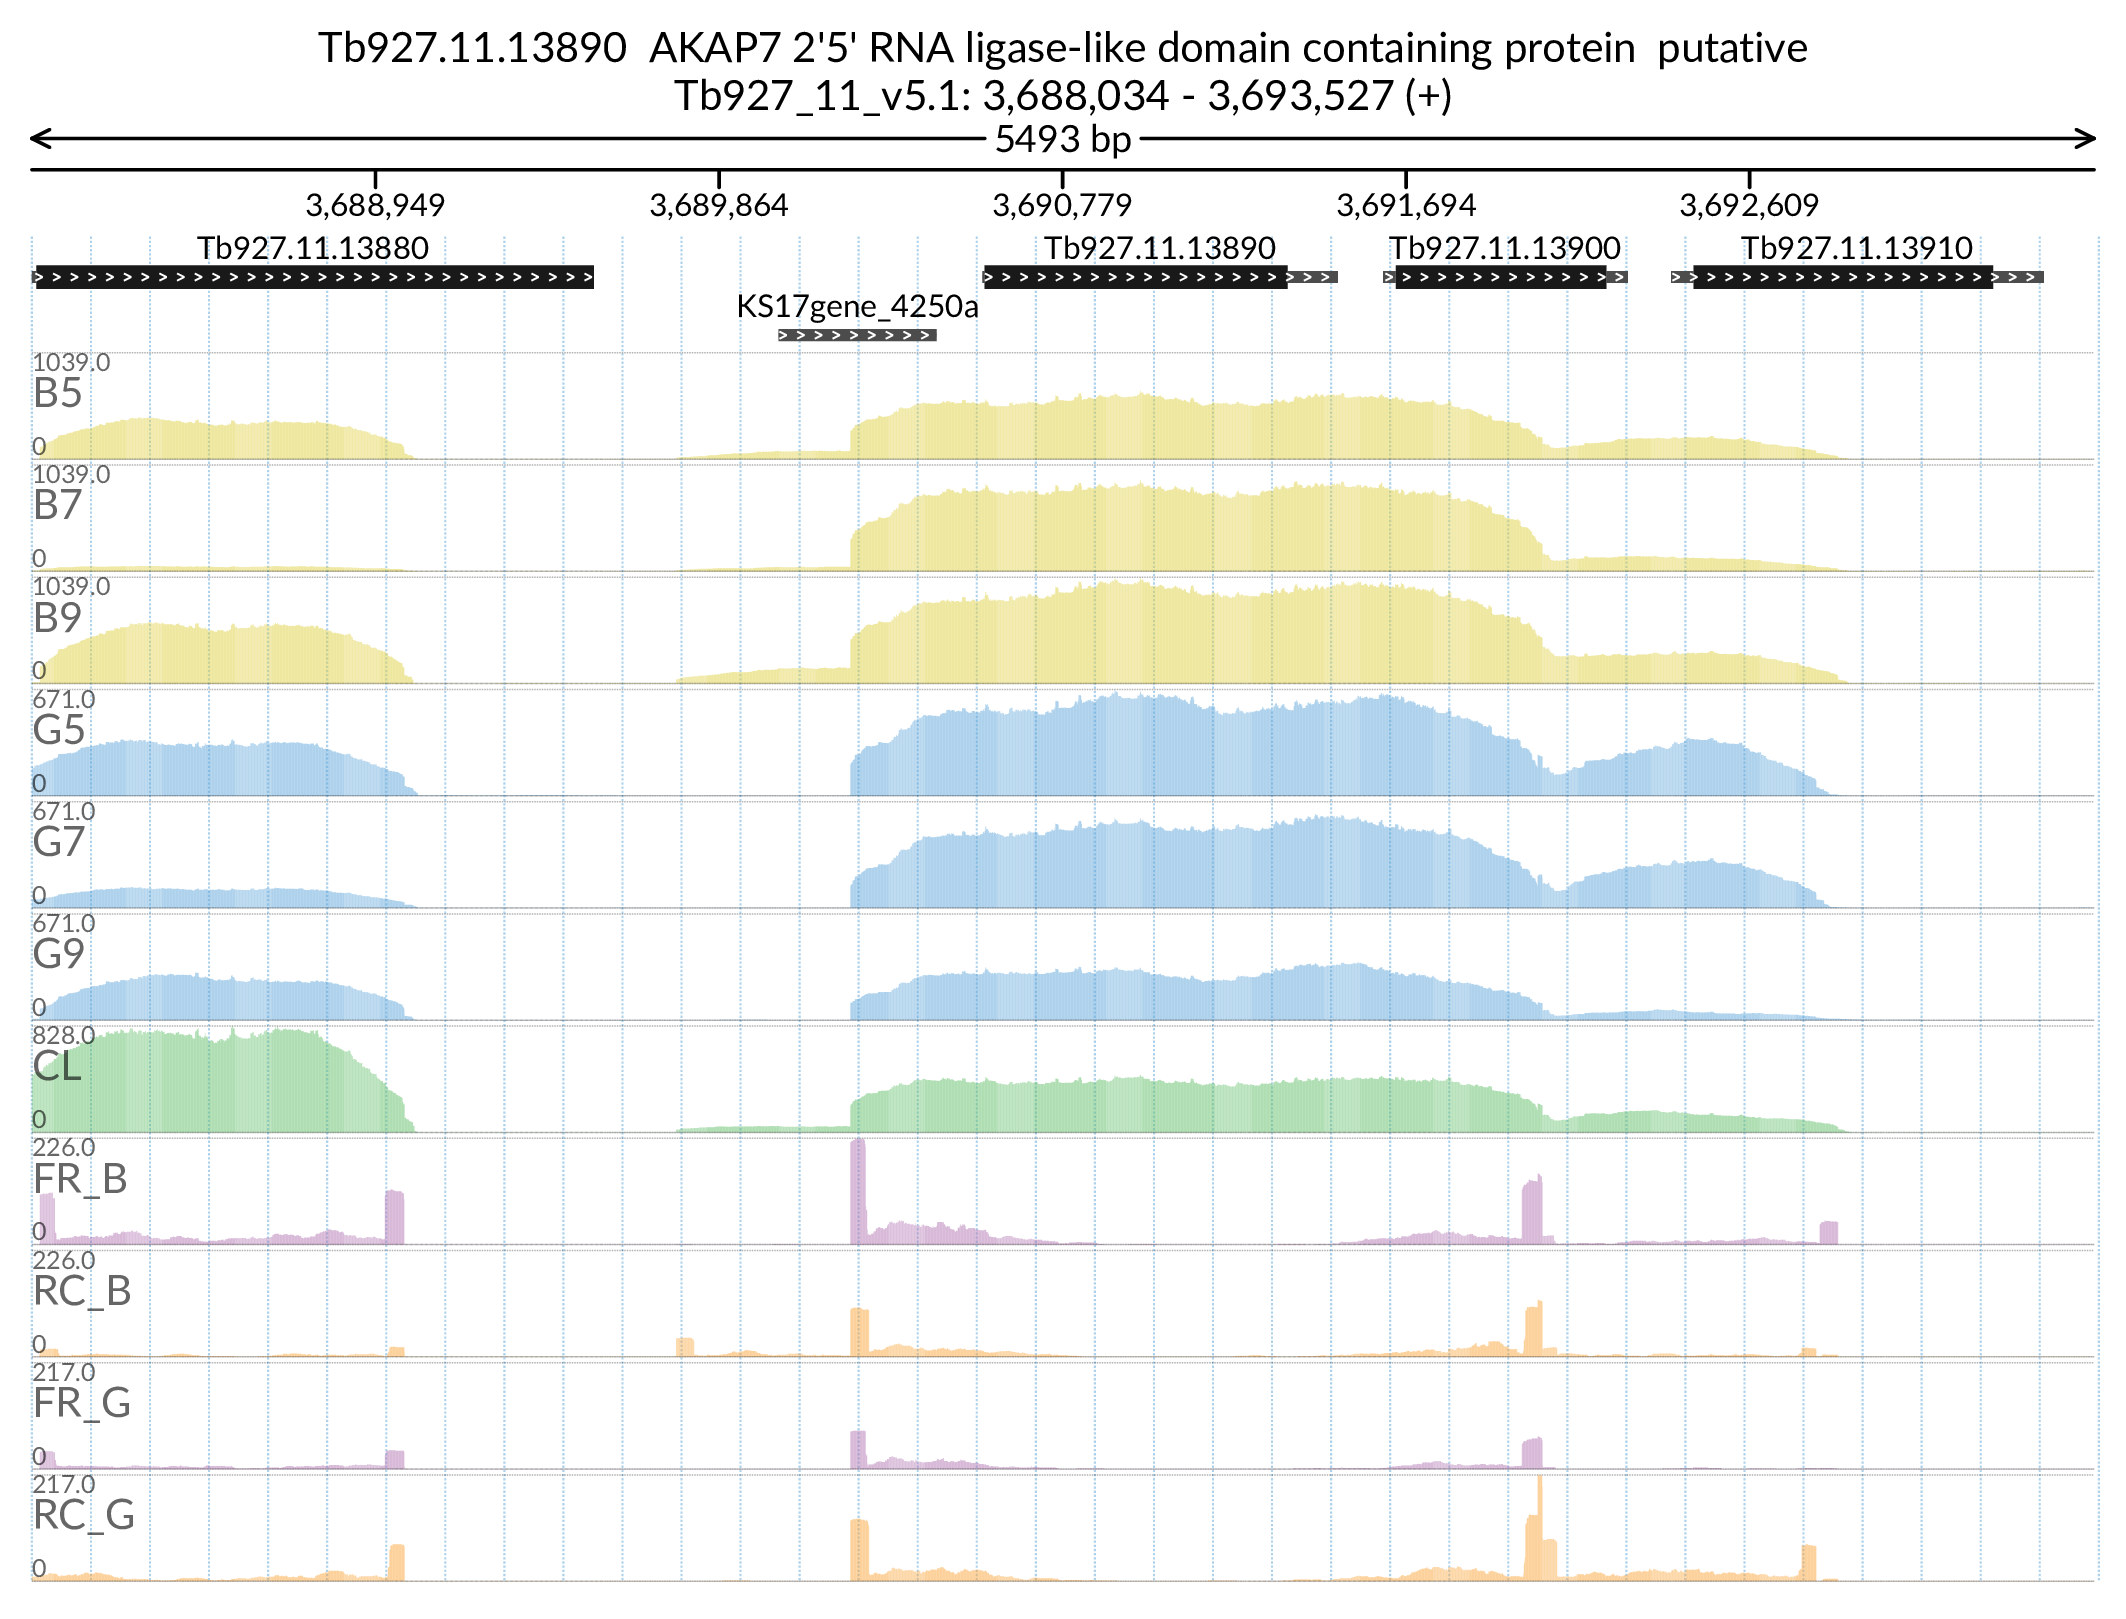 Tb927.11.13890 AKAP7 2'5' RNA ligase-like domain containing protein putative
Tb927_11_v5.1: 3,688,034 - 3,693,527 (+)
5493 bp
3,688,949 3,689,864 3,690,779 3,691,694 3,692,609
Tb927.11.13880 Tb927.11.13890 Tb927.11.13900 Tb927.11.13910
KS17gene_4250a
1039.0
B5
0
1039.0
B7
0
1039.0
B9
0
671.0
G5
0
671.0
G7
0
671.0
G9
0
828.0
CL
0
226.0
FR_B
0
226.0
RC_B
0
217.0
FR_G
0
217.0
RC_G
0